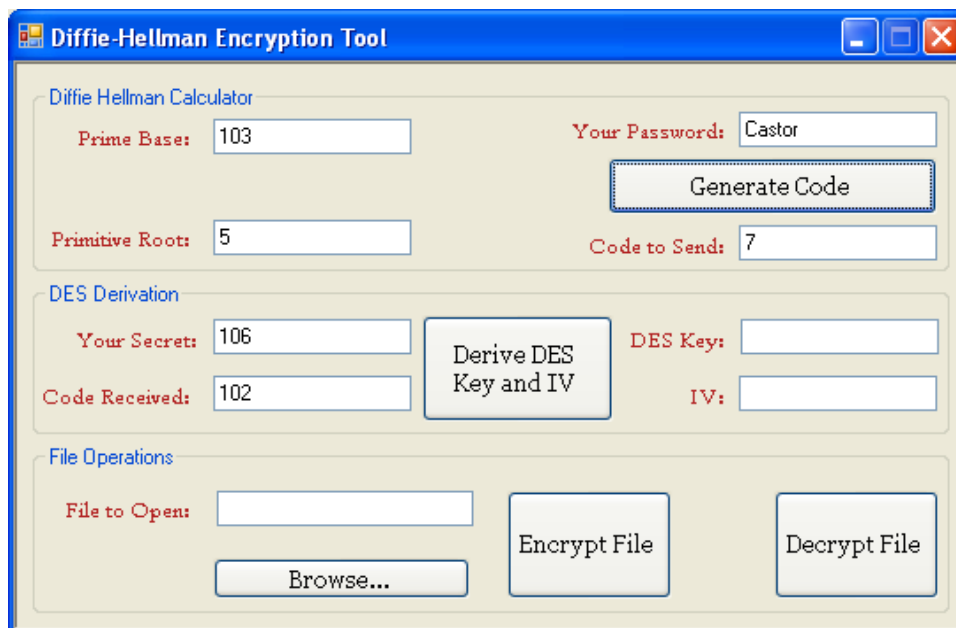 Diffie-Hellman Encryption Tool
Diffie Hellman Calculator
Prime Base: 103
Your Password: Castor
Generate Code
Primitive Root: 5
Code to Send: 7
DES Derivation
Your Secret: 106
Code Received: 102
Derive DES
Key and IV
DES Key:
IV:
File Operations
File to Open:
Browse...
Encrypt File
Decrypt File